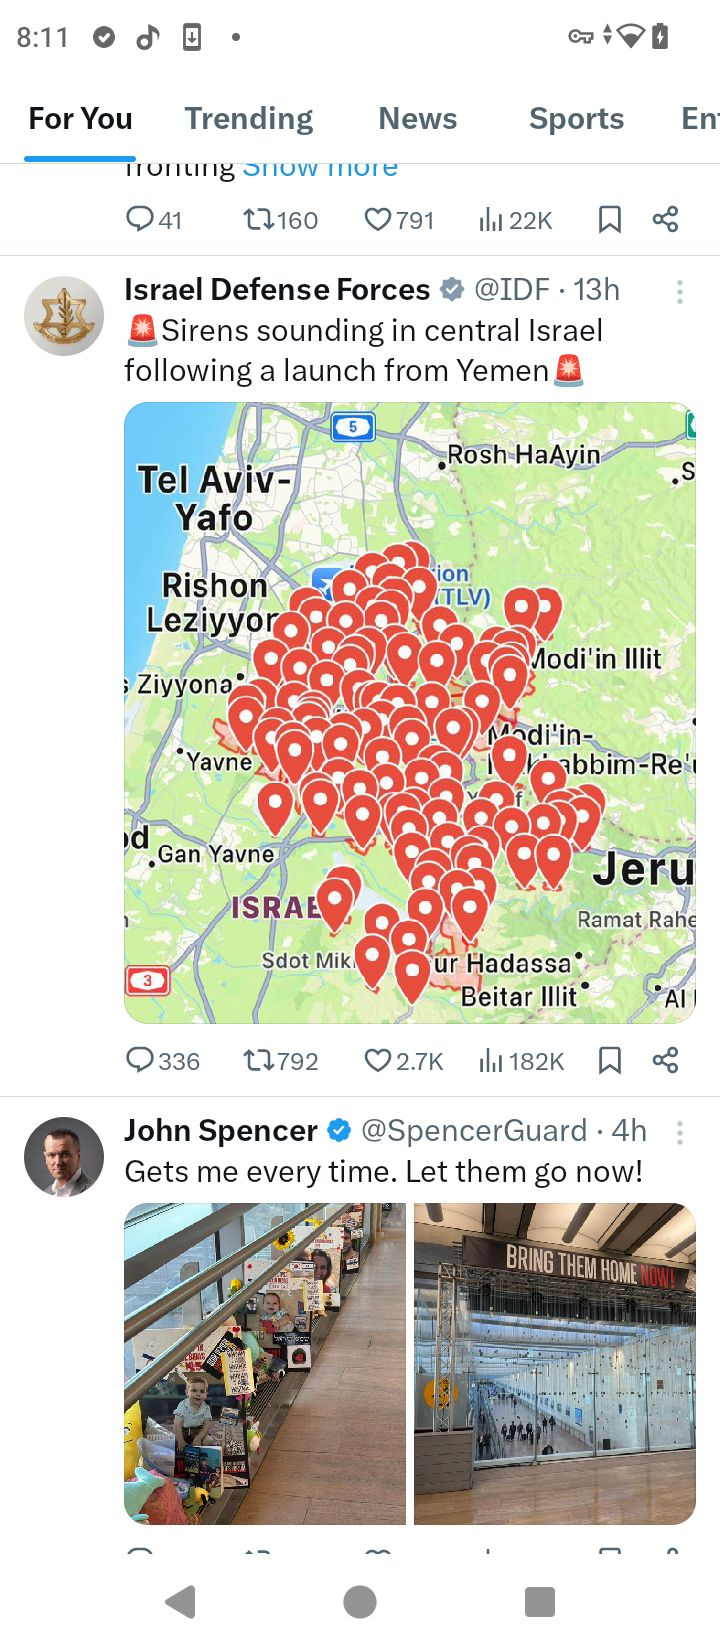 8:11
For You Trending News Sports Ent
fronting Show more
41 160 791 22K
Israel Defense Forces @IDF · 13h
🚨Sirens sounding in central Israel
following a launch from Yemen🚨
5
Rosh HaAyin
Tel Aviv-
Yafo
ion
TLV)
Rishon
Leziyyon
Modi'in Illit
s Ziyyona
Modi'in-
abbim-Re'u
Yavne
od
Gan Yavne
Jeru
ISRAE
Ramat Rahe
Sdot Mik
ur Hadassa
3
Beitar Illit
Al
336 792 2.7K 182K
John Spencer @SpencerGuard · 4h
Gets me every time. Let them go now!
BRING THEM HOME NOW!